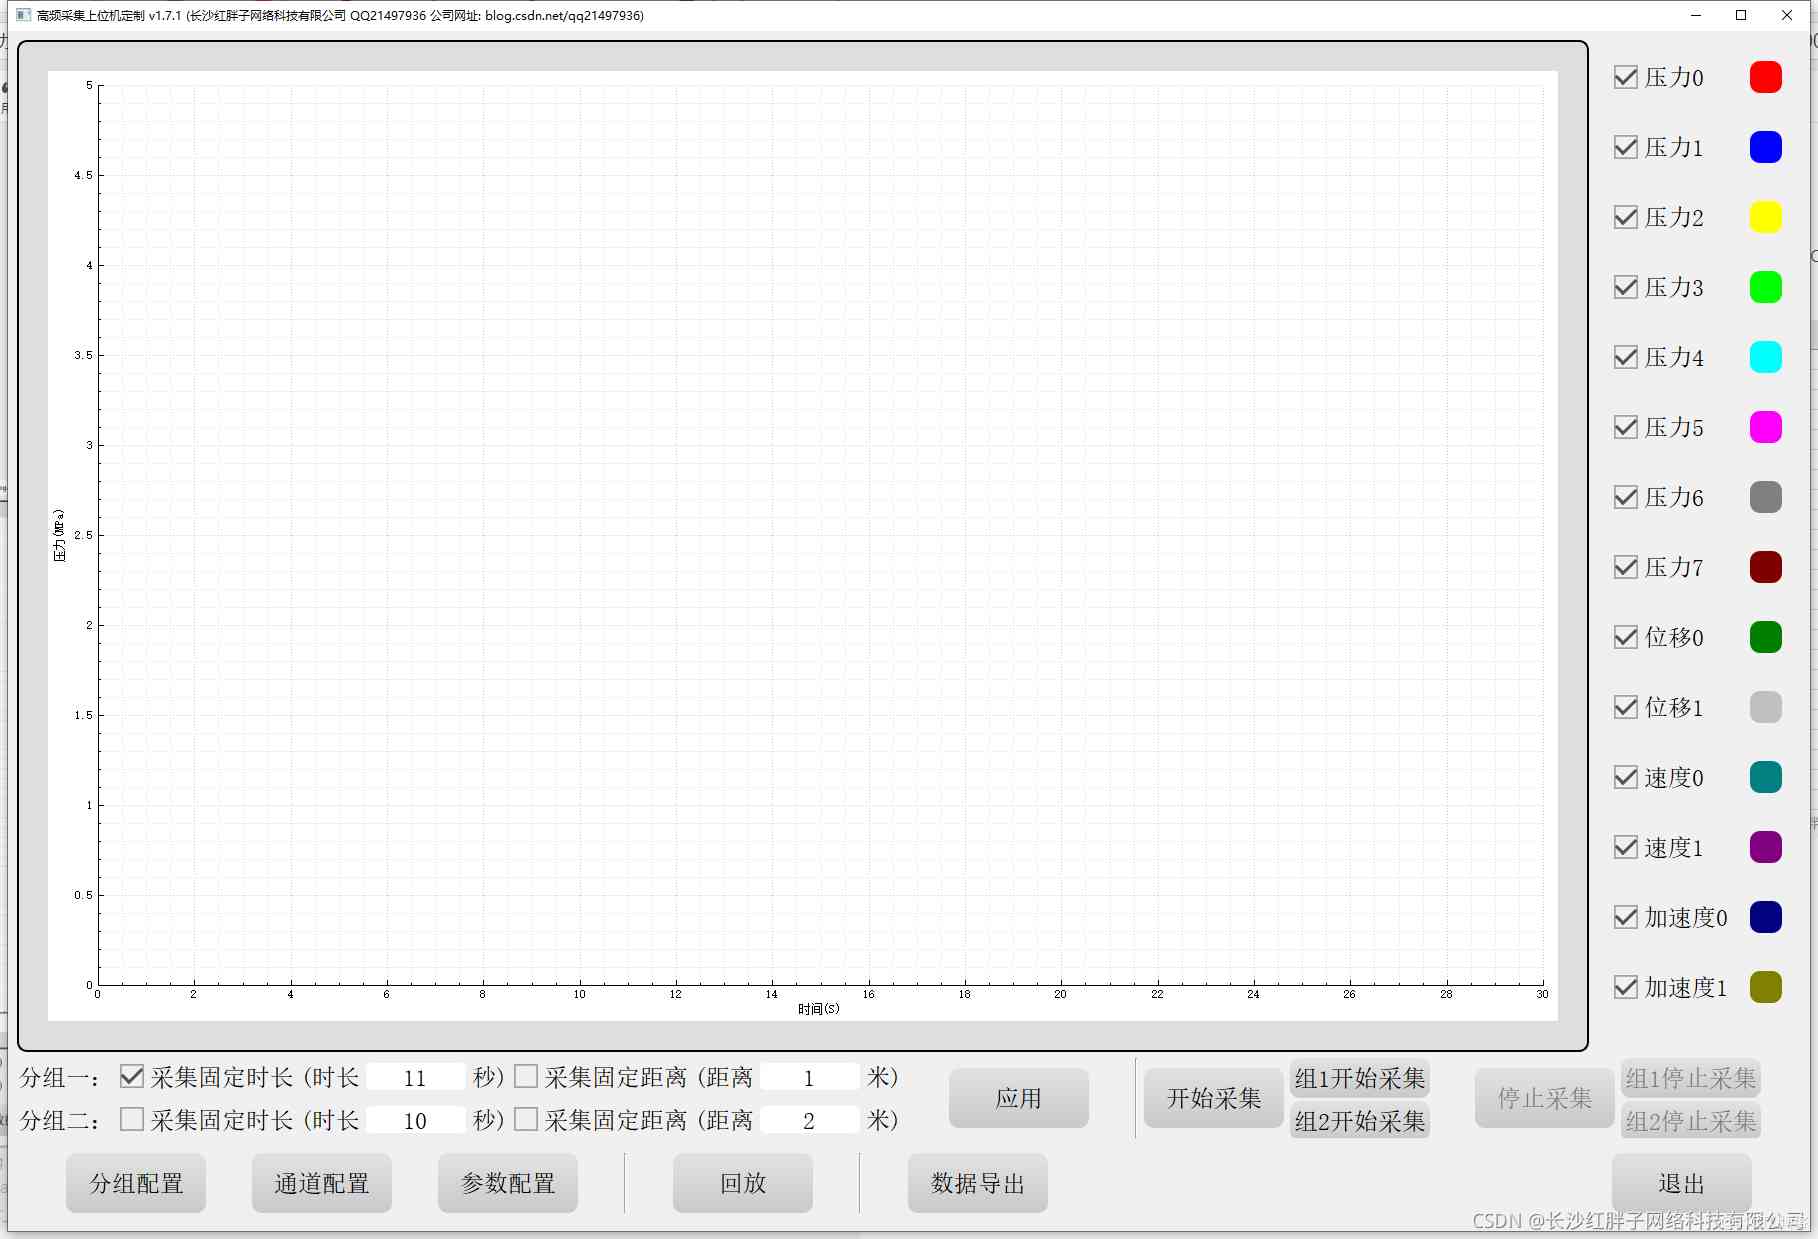 高频采集上位机定制 v1.7.1 (长沙红胖子网络科技有限公司 QQ21497936 公司网址: blog.csdn.net/qq21497936)
5
4.5
4
3.5
3
2.5
2
1.5
1
0.5
0
压力(MPa)
0 2 4 6 8 10 12 14 16 18 20 22 24 26 28 30
时间(S)
压力0
压力1
压力2
压力3
压力4
压力5
压力6
压力7
位移0
位移1
速度0
速度1
加速度0
加速度1
分组一: 采集固定时长 (时长 11 秒) 采集固定距离 (距离 1 米)
分组二: 采集固定时长 (时长 10 秒) 采集固定距离 (距离 2 米)
应用
开始采集
组1开始采集
组2开始采集
停止采集
组1停止采集
组2停止采集
分组配置 通道配置 参数配置 回放 数据导出 退出
CSDN @长沙红胖子网络科技有限公司